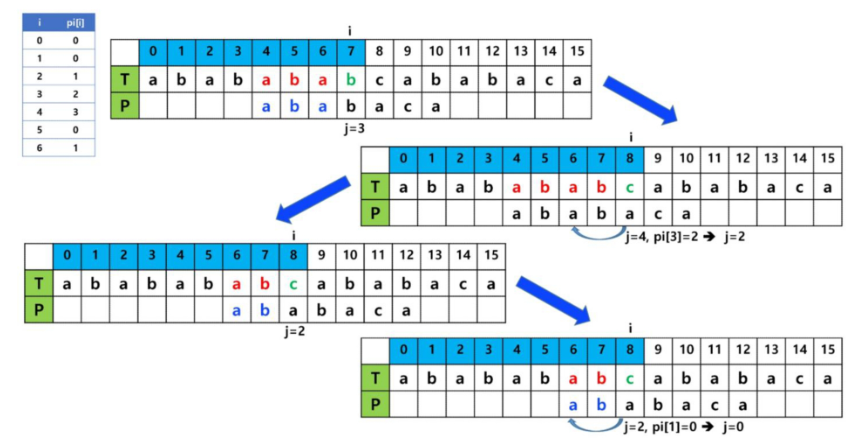 i pi[i]
0 0
1 0
2 1
3 2
4 3
5 0
6 1
i
0 1 2 3 4 5 6 7 8 9 10 11 12 13 14 15
T a b a b a b a b c a b a b a c a
P a b a b a c a
j=3
i
0 1 2 3 4 5 6 7 8 9 10 11 12 13 14 15
T a b a b a b a b c a b a b a c a
P a b a b a c a
j=4, pi[3]=2 ➔ j=2
i
0 1 2 3 4 5 6 7 8 9 10 11 12 13 14 15
T a b a b a b a b c a b a b a c a
P a b a b a c a
j=2
i
0 1 2 3 4 5 6 7 8 9 10 11 12 13 14 15
T a b a b a b a b c a b a b a c a
P a b a b a c a
j=2, pi[1]=0 ➔ j=0